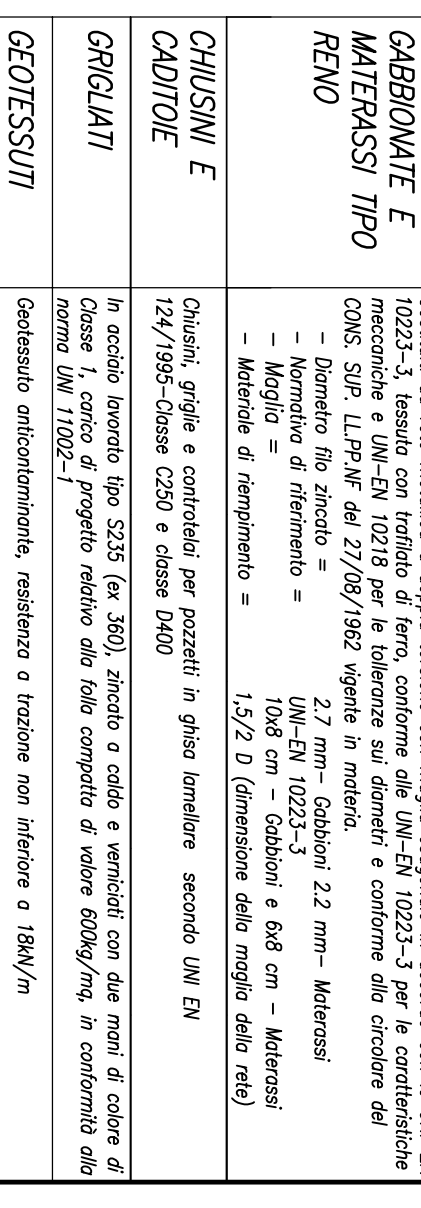 GABBIONATE E
MATERASSI TIPO
RENO
10223-3, tessuta con trafilato di ferro, conforme alle UNI-EN 10223-3 per le caratteristiche
meccaniche e UNI-EN 10218 per le tolleranze sui diametri e conforme alla circolare del
CONS. SUP. LL.PP.NF del 27/08/1962 vigente in materia.
- Diametro filo zincato = 2.7 mm- Gabbioni 2.2 mm- Materassi
- Normativa di riferimento = UNI-EN 10223-3
- Maglia = 10x8 cm - Gabbioni e 6x8 cm - Materassi
- Materiale di riempimento = 1,5/2 D (dimensione della maglia della rete)
CHIUSINI E
CADITOIE
Chiusini, griglie e controtelai per pozzetti in ghisa lamellare secondo UNI EN
124/1995-Classe C250 e classe D400
GRIGLIATI
In acciaio lavorato tipo S235 (ex 360), zincato a caldo e verniciati con due mani di colore di
Classe 1, carico di progetto relativo alla folla compatta di valore 600kg/mq, in conformità alla
norma UNI 11002-1
GEOTESSUTI
Geotessuto anticontaminante, resistenza a trazione non inferiore a 18kN/m